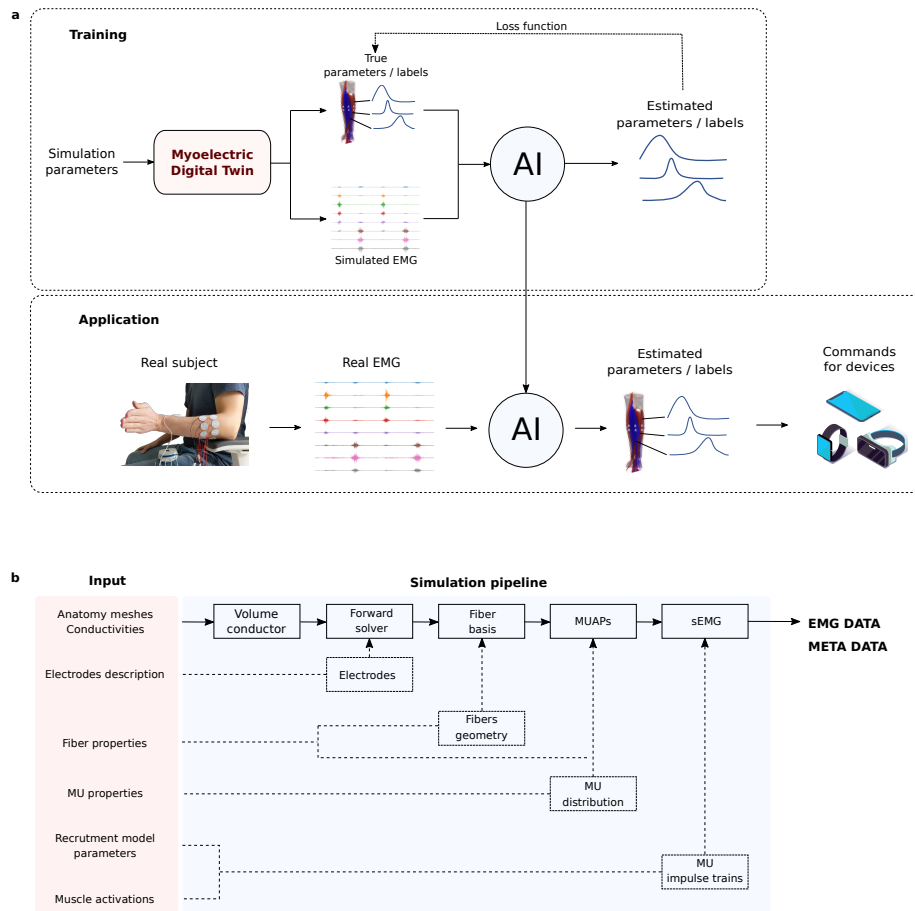 a
Training
Loss function
True
parameters / labels
Simulation
parameters
Myoelectric
Digital Twin
Simulated EMG
AI
Estimated
parameters / labels
Application
Real subject
Real EMG
AI
Estimated
parameters / labels
Commands
for devices
b
Input
Simulation pipeline
Anatomy meshes
Conductivities
Volume
conductor
Forward
solver
Fiber
basis
MUAPs
sEMG
EMG DATA
META DATA
Electrodes description
Electrodes
Fiber properties
Fibers
geometry
MU properties
MU
distribution
Recrutment model
parameters
Muscle activations
MU
impulse trains